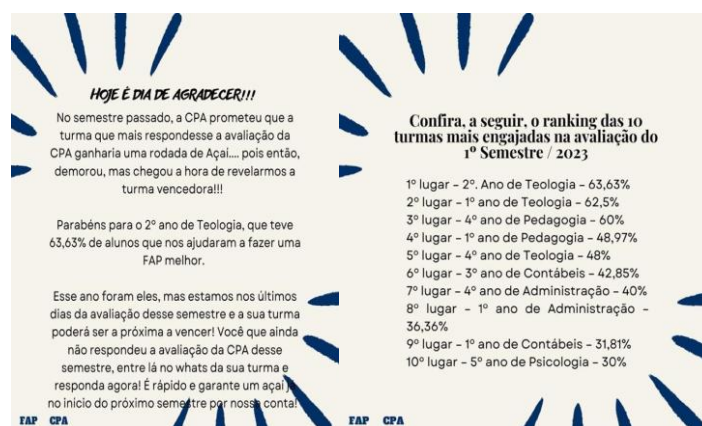 HOJE É DIA DE AGRADECER!!!
No semestre passado, a CPA prometeu que a
turma que mais respondesse a avaliação da
CPA ganharia uma rodada de Açaí.... pois então,
demorou, mas chegou a hora de revelarmos a
turma vencedora!!!
Parabéns para o 2º ano de Teologia, que teve
63,63% de alunos que nos ajudaram a fazer uma
FAP melhor.
Esse ano foram eles, mas estamos nos últimos
dias da avaliação desse semestre e a sua turma
poderá ser a próxima a vencer! Você que ainda
não respondeu a avaliação da CPA desse
semestre, entre lá no whats da sua turma e
responda agora! É rápido e garante um açaí já
no inicio do próximo semestre por nossa conta!
FAP CPA
Confira, a seguir, o ranking das 10
turmas mais engajadas na avaliação do
1º Semestre / 2023
1º lugar – 2º. Ano de Teologia – 63,63%
2º lugar – 1º ano de Teologia – 62,5%
3º lugar – 4º ano de Pedagogia – 60%
4º lugar – 1º ano de Pedagogia – 48,97%
5º lugar – 4º ano de Teologia – 48%
6º lugar – 3º ano de Contábeis – 42,85%
7º lugar – 4º ano de Administração – 40%
8º lugar – 1º ano de Administração –
36,36%
9º lugar – 1º ano de Contábeis – 31,81%
10º lugar – 5º ano de Psicologia – 30%
FAP CPA